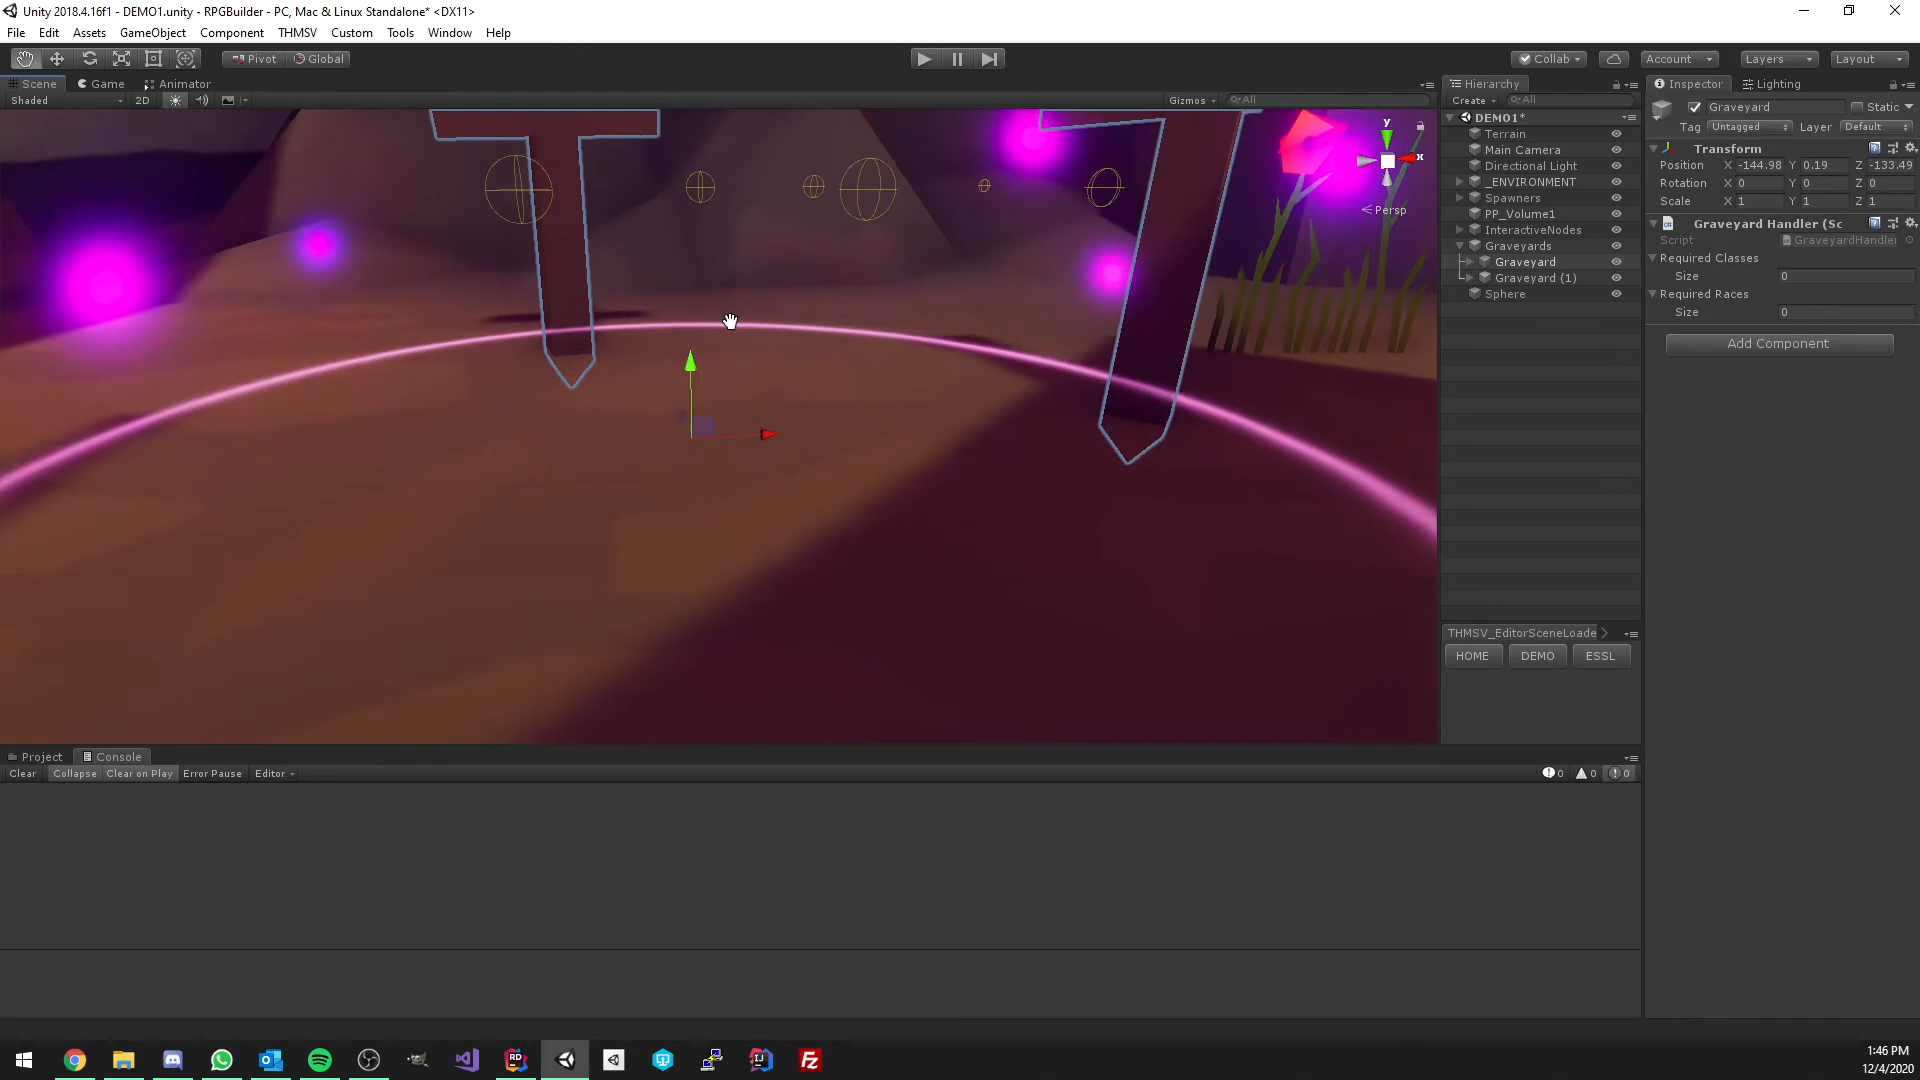 Unity 2018.4.16f1 - DEMO1.unity - RPGBuilder - PC, Mac & Linux Standalone* <DX11>
File Edit Assets GameObject Component THMSV Custom Tools Window Help
Pivot Global Collab Account Layers Layout
Scene Game Animator
Shaded 2D Gizmos All
y
x
Persp
Hierarchy
Create All
DEMO1*
Terrain
Main Camera
Directional Light
_ENVIRONMENT
Spawners
PP_Volume1
InteractiveNodes
Graveyards
Graveyard
Graveyard (1)
Sphere
THMSV_EditorSceneLoade
HOME DEMO ESSL
Inspector Lighting
Graveyard Static
Tag Untagged Layer Default
Transform
Position X -144.98 Y 0.19 Z -133.49
Rotation X 0 Y 0 Z 0
Scale X 1 Y 1 Z 1
Graveyard Handler (Sc
Script GraveyardHandler
Required Classes
Size 0
Required Races
Size 0
Add Component
Project Console
Clear Collapse Clear on Play Error Pause Editor 0 0 0
RD IJ FZ
1:46 PM
12/4/2020